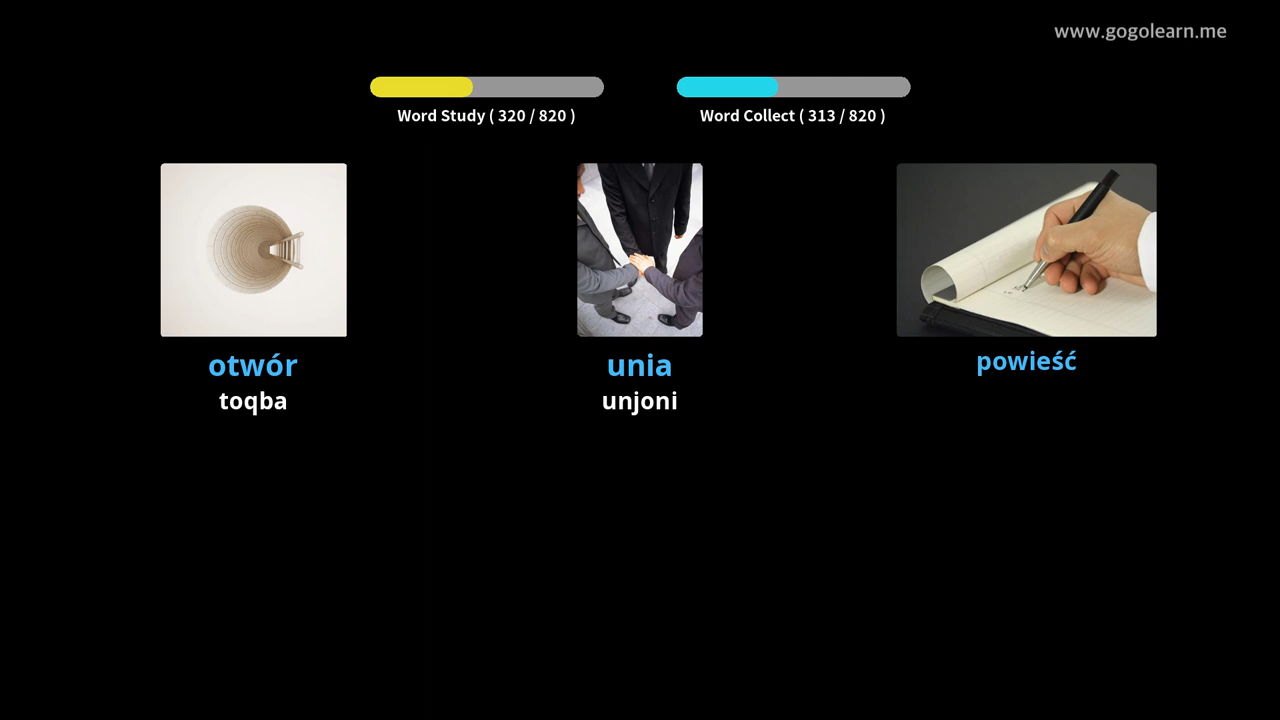 www.gogolearn.me
Word Study ( 320 / 820 )
Word Collect ( 313 / 820 )
otwór
toqba
unia
unjoni
powieść